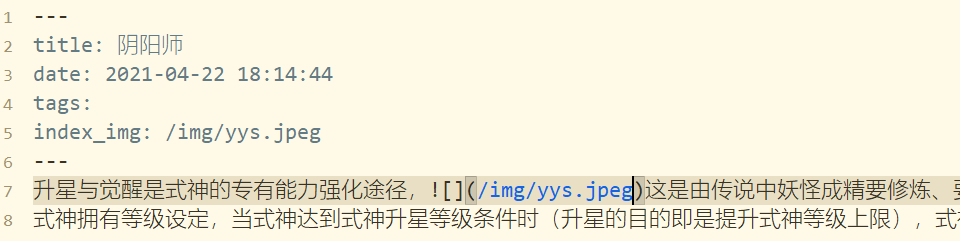 1 ---
2 title: 阴阳师
3 date: 2021-04-22 18:14:44
4 tags:
5 index_img: /img/yys.jpeg
6 ---
7 升星与觉醒是式神的专有能力强化途径，![](/img/yys.jpeg)这是由传说中妖怪成精要修炼、
8 式神拥有等级设定，当式神达到式神升星等级条件时（升星的目的即是提升式神等级上限），式